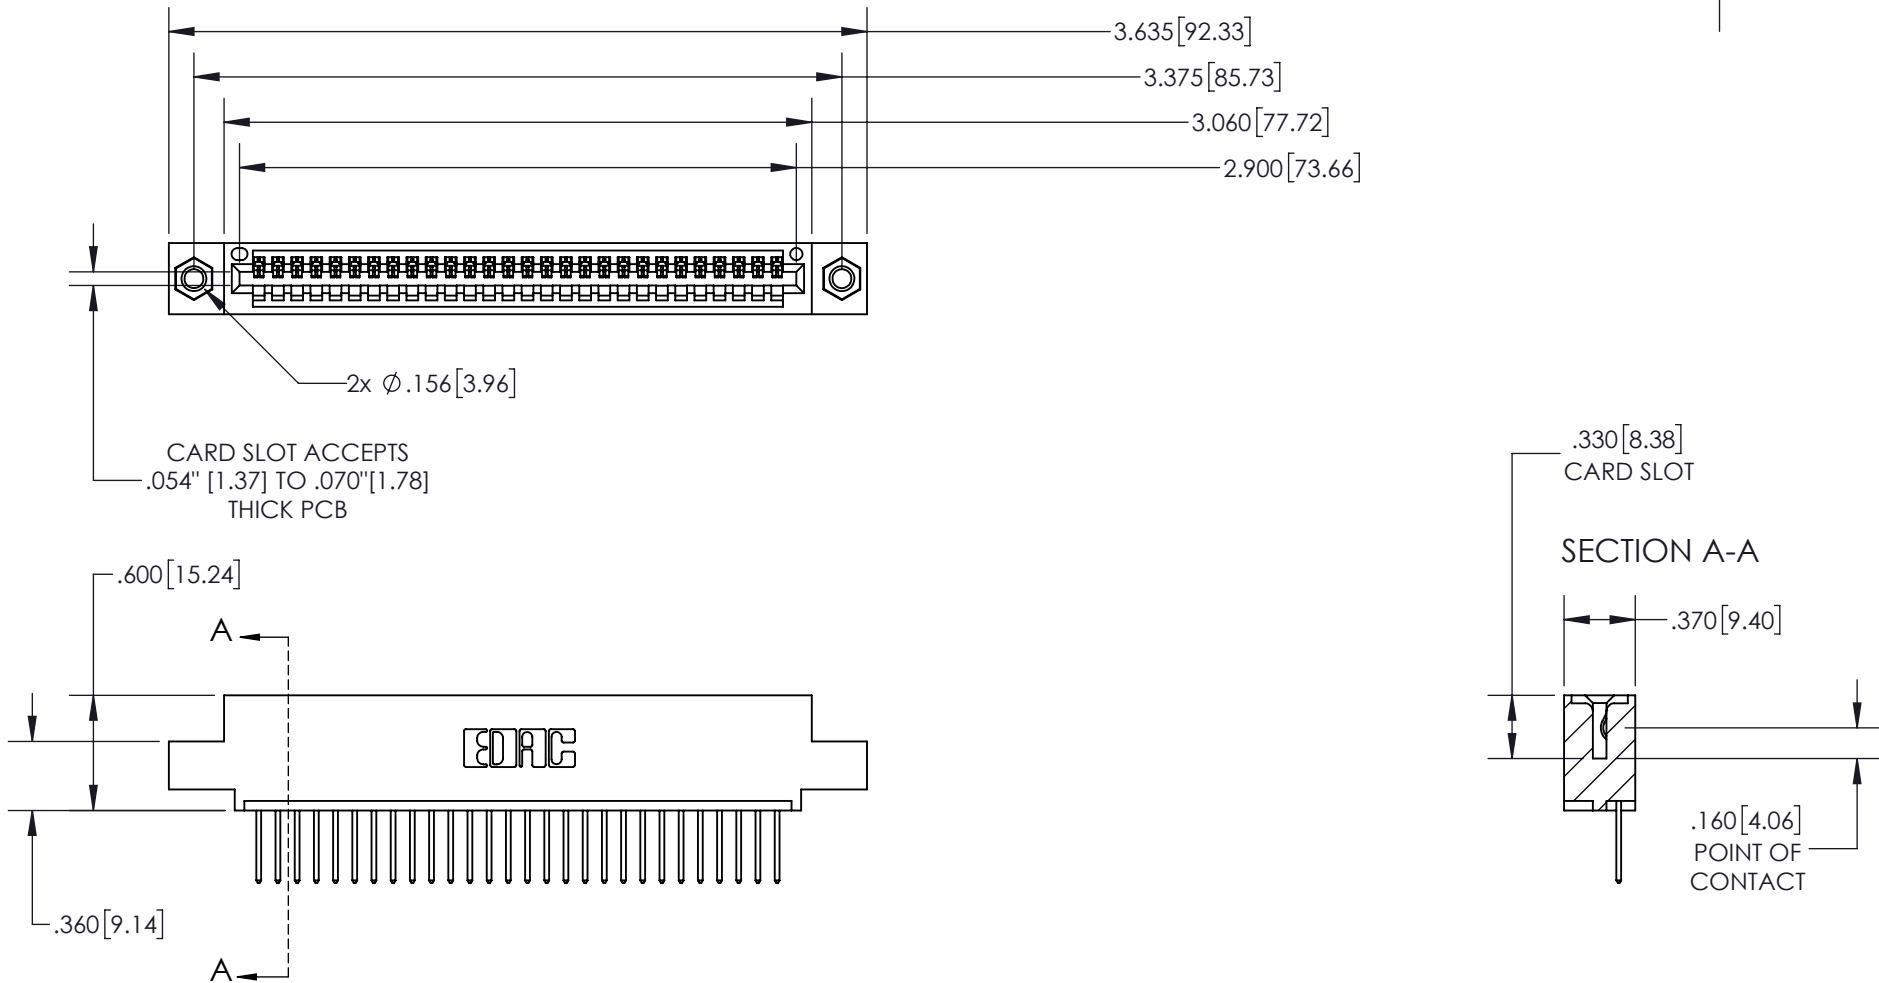 3.635[92.33]
3.375[85.73]
3.060[77.72]
2.900[73.66]
2x Ø.156[3.96]
CARD SLOT ACCEPTS
.054" [1.37] TO .070"[1.78]
THICK PCB
.330[8.38]
CARD SLOT
SECTION A-A
.600[15.24]
.370[9.40]
A
EDAC
.160[4.06]
POINT OF
CONTACT
.360[9.14]
A